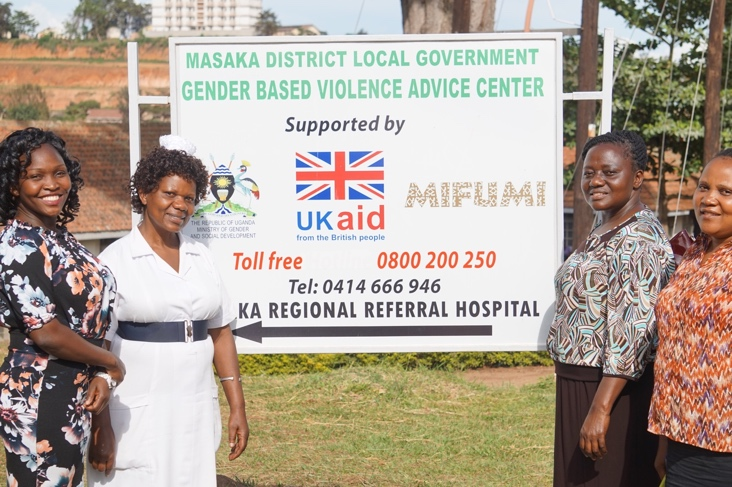 MASAKA DISTRICT LOCAL GOVERNMENT
GENDER BASED VIOLENCE ADVICE CENTER
Supported by
THE REPUBLIC OF UGANDA
MINISTRY OF GENDER
AND SOCIAL DEVELOPMENT
UKaid
from the British people
MIFUMI
Toll free 0800 200 250
Tel: 0414 666 946
KA REGIONAL REFERRAL HOSPITAL